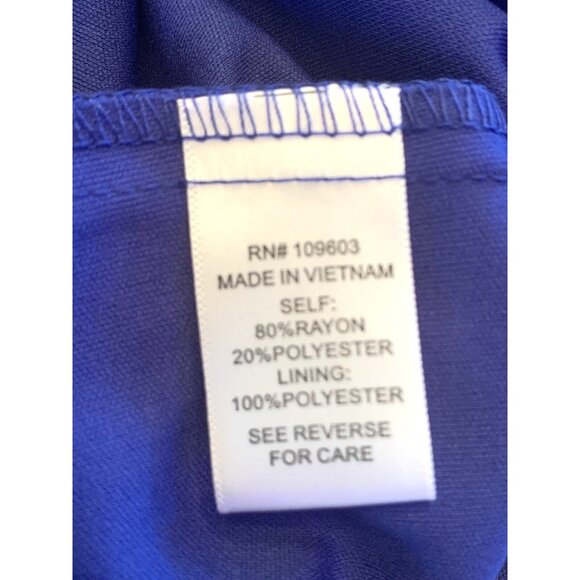 RN# 109603
MADE IN VIETNAM
SELF:
80%RAYON
20%POLYESTER
LINING:
100%POLYESTER
SEE REVERSE
FOR CARE